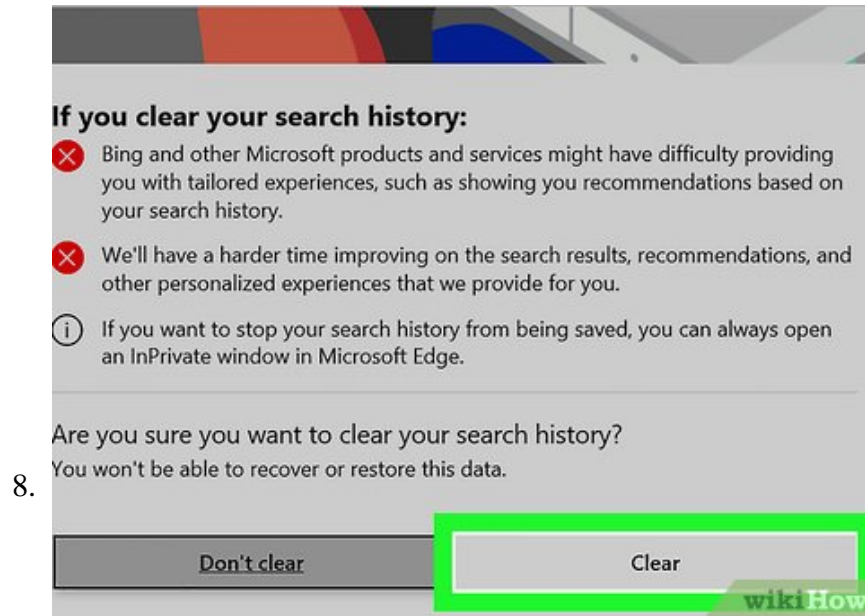 If you clear your search history:
Bing and other Microsoft products and services might have difficulty providing
you with tailored experiences, such as showing you recommendations based on
your search history.
We'll have a harder time improving on the search results, recommendations, and
other personalized experiences that we provide for you.
i If you want to stop your search history from being saved, you can always open
an InPrivate window in Microsoft Edge.
Are you sure you want to clear your search history?
You won't be able to recover or restore this data.
8.
Don't clear Clear
wikiHow